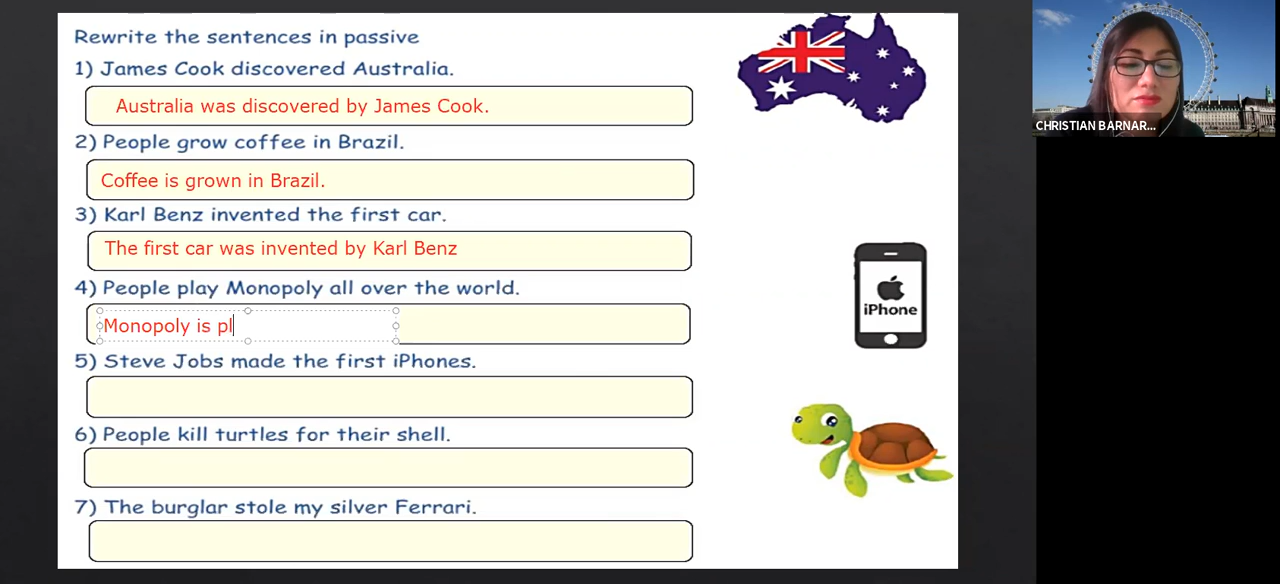 Rewrite the sentences in passive
1) James Cook discovered Australia.
Australia was discovered by James Cook.
2) People grow coffee in Brazil.
Coffee is grown in Brazil.
3) Karl Benz invented the first car.
The first car was invented by Karl Benz
4) People play Monopoly all over the world.
Monopoly is pl
5) Steve Jobs made the first iPhones.
6) People kill turtles for their shell.
7) The burglar stole my silver Ferrari.
iPhone
CHRISTIAN BARNAR...